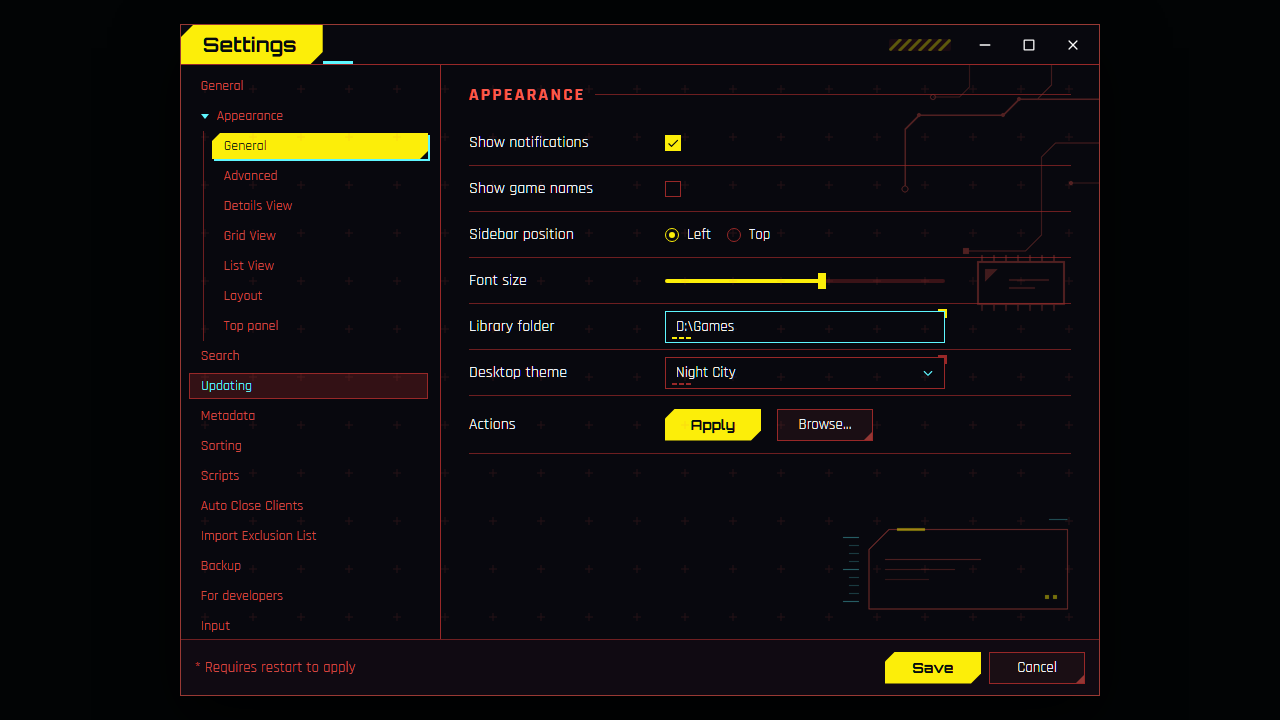 Settings
General
Appearance
General
Advanced
Details View
Grid View
List View
Layout
Top panel
Search
Updating
Metadata
Sorting
Scripts
Auto Close Clients
Import Exclusion List
Backup
For developers
Input
APPEARANCE
Show notifications
Show game names
Sidebar position Left Top
Font size
Library folder D:\Games
Desktop theme Night City
Actions Apply Browse...
* Requires restart to apply
Save Cancel